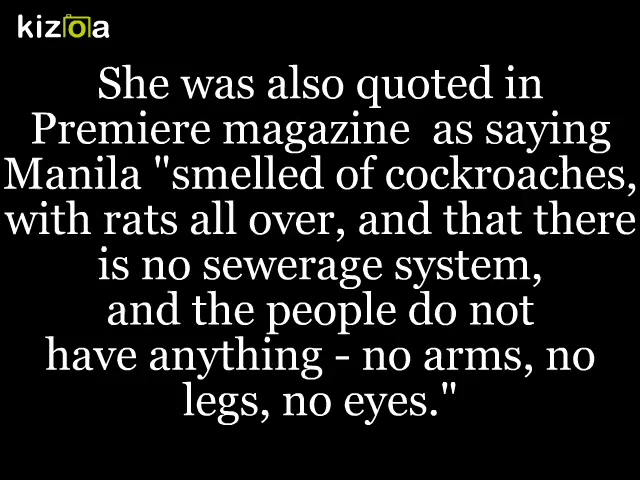 kizoa
She was also quoted in
Premiere magazine as saying
Manila "smelled of cockroaches,
with rats all over, and that there
is no sewerage system,
and the people do not
have anything - no arms, no
legs, no eyes."